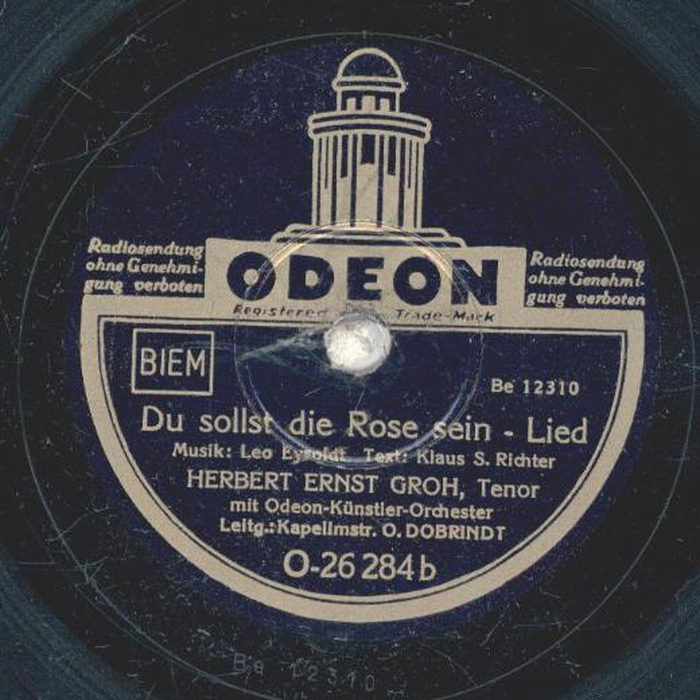 Radiosendung
ohne Genehmi-
gung verboten
ODEON
Radiosendung
ohne Genehmi-
gung verboten
Registered Trade-Mark
BIEM
Be 12310
Du sollst die Rose sein - Lied
Musik: Leo Eysoldt Text: Klaus S. Richter
HERBERT ERNST GROH, Tenor
mit Odeon-Künstler-Orchester
Leitg.: Kapellmstr. O. DOBRINDT
O-26 284 b
Be 12310